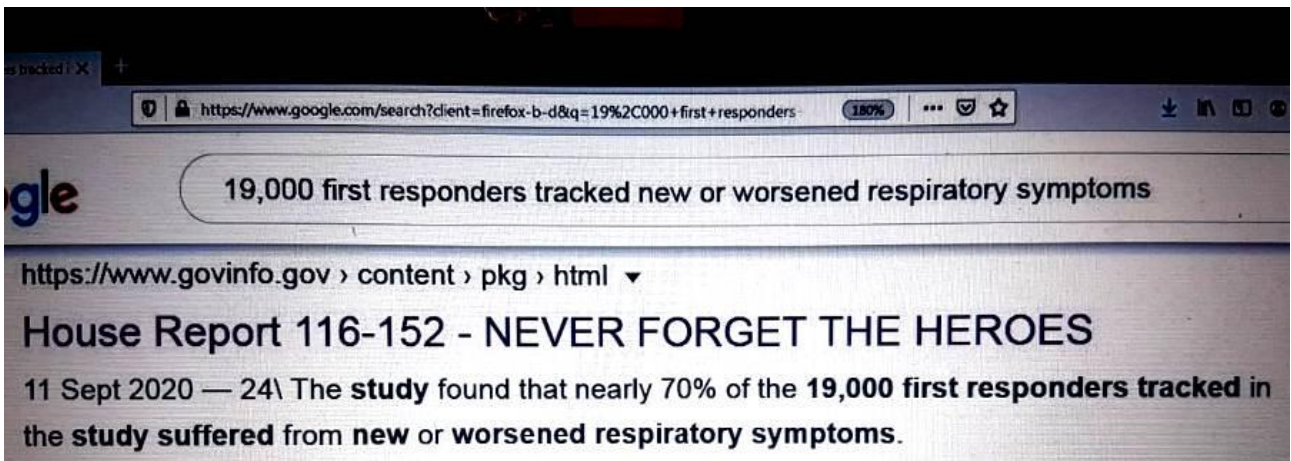 https://www.google.com/search?client=firefox-b-d&q=19%2C000+first+responders 180%
gle 19,000 first responders tracked new or worsened respiratory symptoms
https://www.govinfo.gov › content › pkg › html
House Report 116-152 - NEVER FORGET THE HEROES
11 Sept 2020 — 24\ The study found that nearly 70% of the 19,000 first responders tracked in
the study suffered from new or worsened respiratory symptoms.